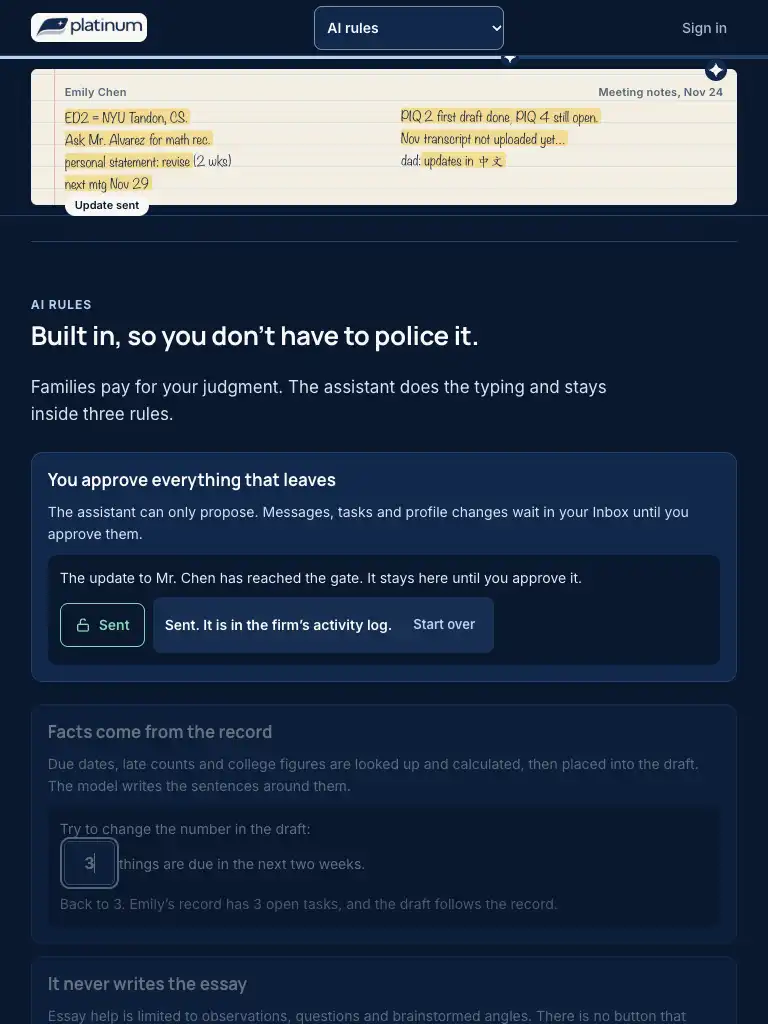 platinum
AI rules
Sign in
Emily Chen
Meeting notes, Nov 24
ED2 = NYU Tandon, CS.
Ask Mr. Alvarez for math rec.
personal statement: revise (2 wks)
next mtg Nov 29
PIQ 2 first draft done, PIQ 4 still open.
Nov transcript not uploaded yet...
dad: updates in 中文
Update sent
AI RULES
Built in, so you don’t have to police it.
Families pay for your judgment. The assistant does the typing and stays
inside three rules.
You approve everything that leaves
The assistant can only propose. Messages, tasks and profile changes wait in your Inbox until you
approve them.
The update to Mr. Chen has reached the gate. It stays here until you approve it.
Sent
Sent. It is in the firm’s activity log.
Start over
Facts come from the record
Due dates, late counts and college figures are looked up and calculated, then placed into the draft.
The model writes the sentences around them.
Try to change the number in the draft:
3 things are due in the next two weeks.
Back to 3. Emily’s record has 3 open tasks, and the draft follows the record.
It never writes the essay
Essay help is limited to observations, questions and brainstormed angles. There is no button that